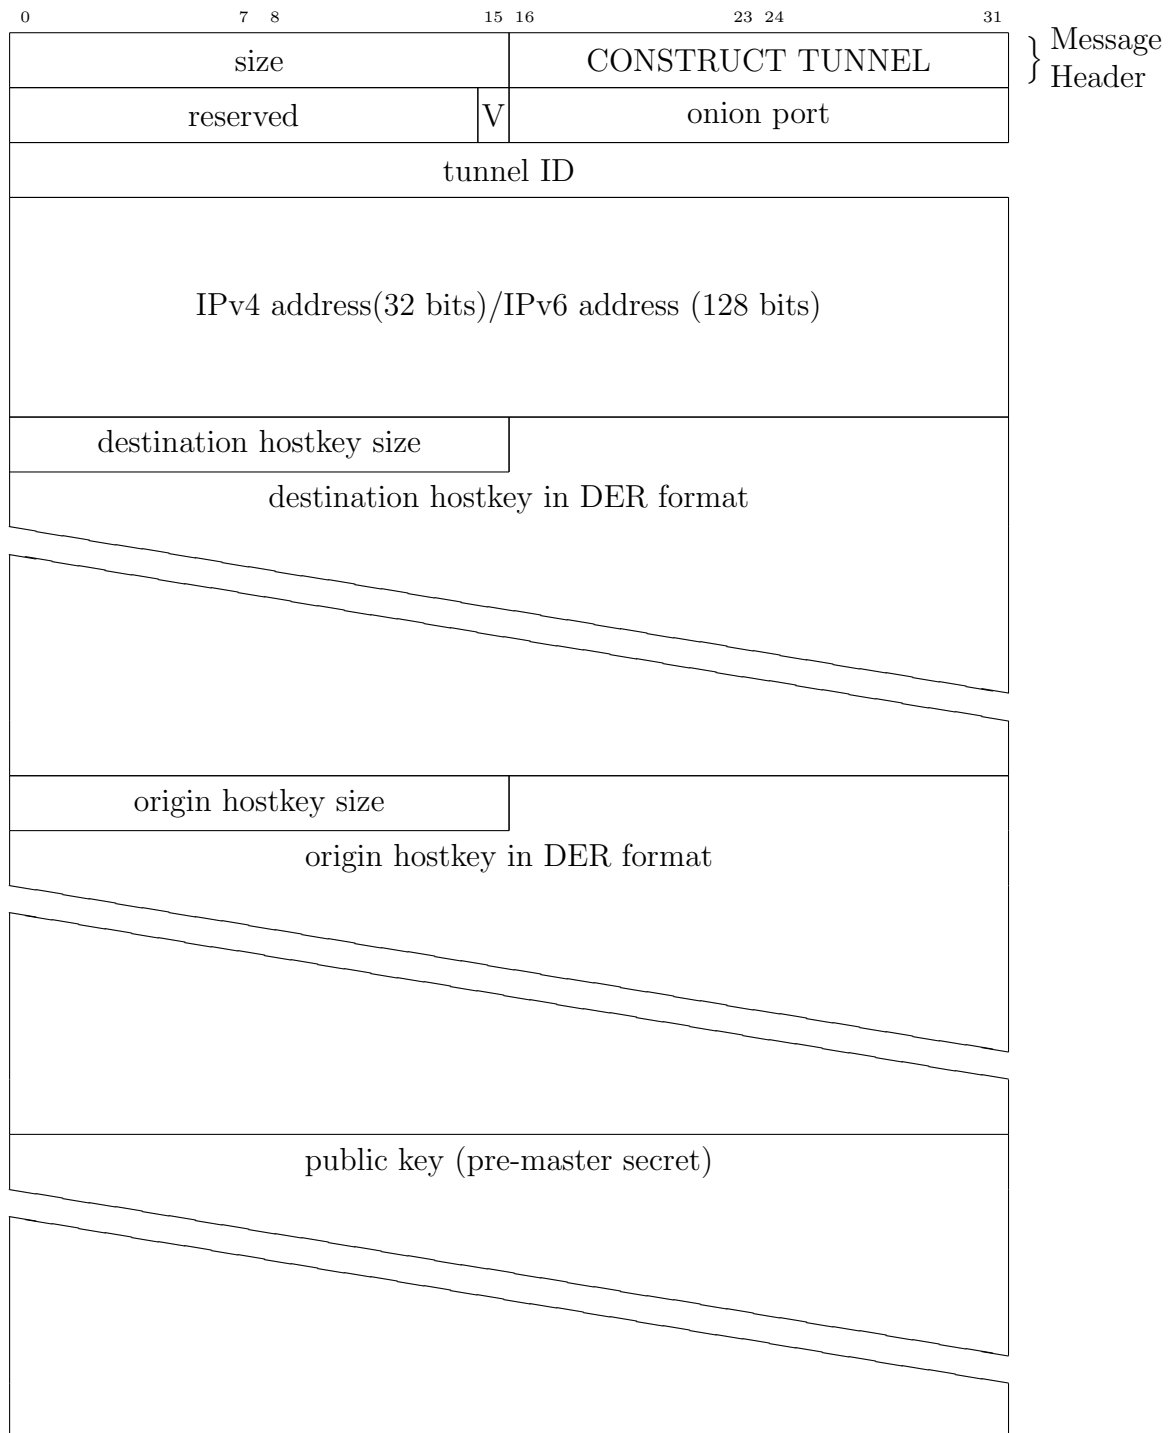 0 7 8 15 16 23 24 31
size CONSTRUCT TUNNEL } Message
Header
reserved V onion port
tunnel ID
IPv4 address(32 bits)/IPv6 address (128 bits)
destination hostkey size
destination hostkey in DER format
origin hostkey size
origin hostkey in DER format
public key (pre-master secret)